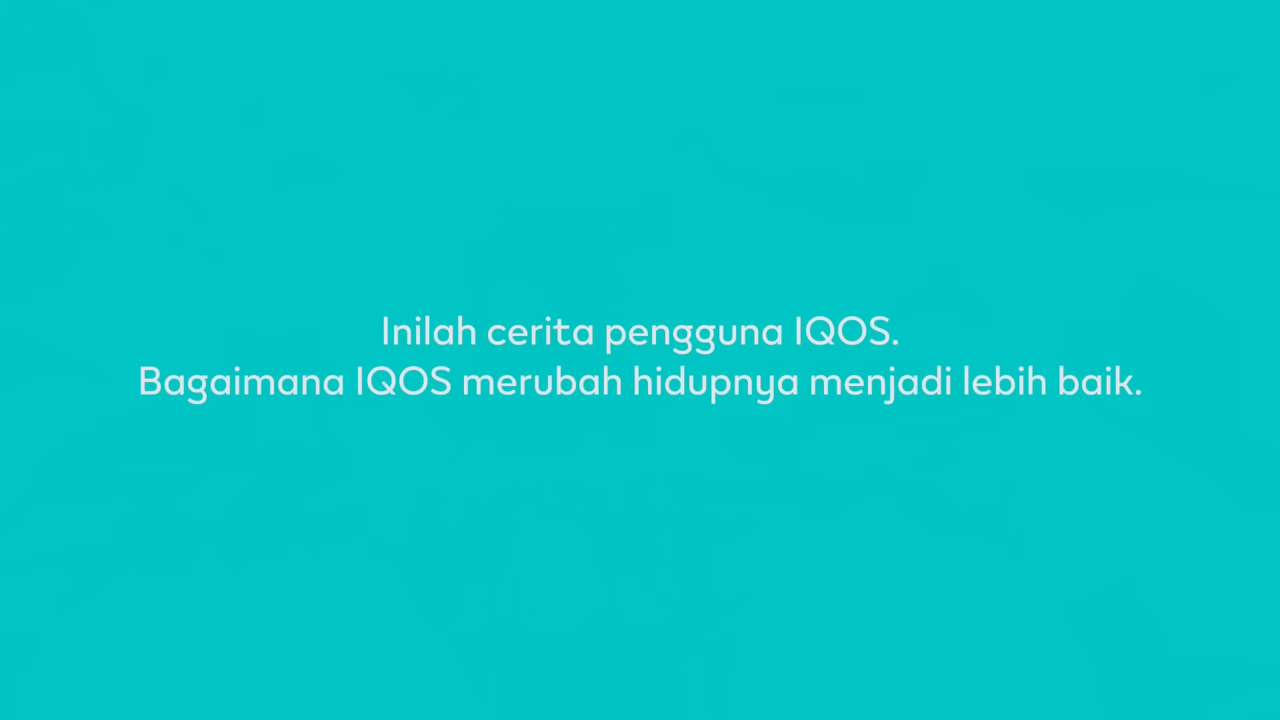 Inilah cerita pengguna IQOS.
Bagaimana IQOS merubah hidupnya menjadi lebih baik.